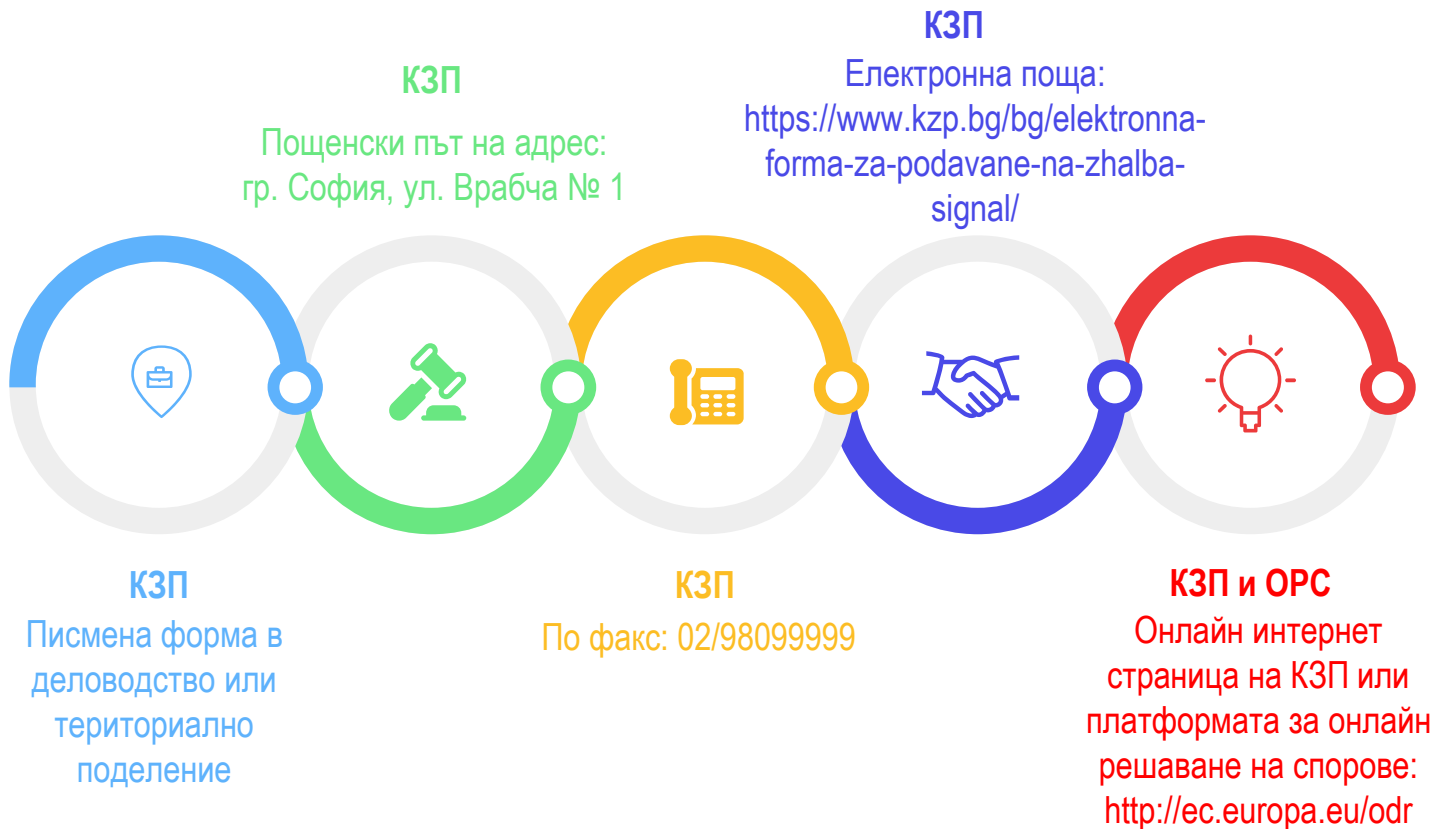 КЗП
Писмена форма в
деловодство или
териториално
поделение
КЗП
Пощенски път на адрес:
гр. София, ул. Врабча № 1
КЗП
По факс: 02/98099999
КЗП
Електронна поща:
https://www.kzp.bg/bg/elektronna-
forma-za-podavane-na-zhalba-
signal/
КЗП и ОРС
Онлайн интернет
страница на КЗП или
платформата за онлайн
решаване на спорове:
http://ec.europa.eu/odr